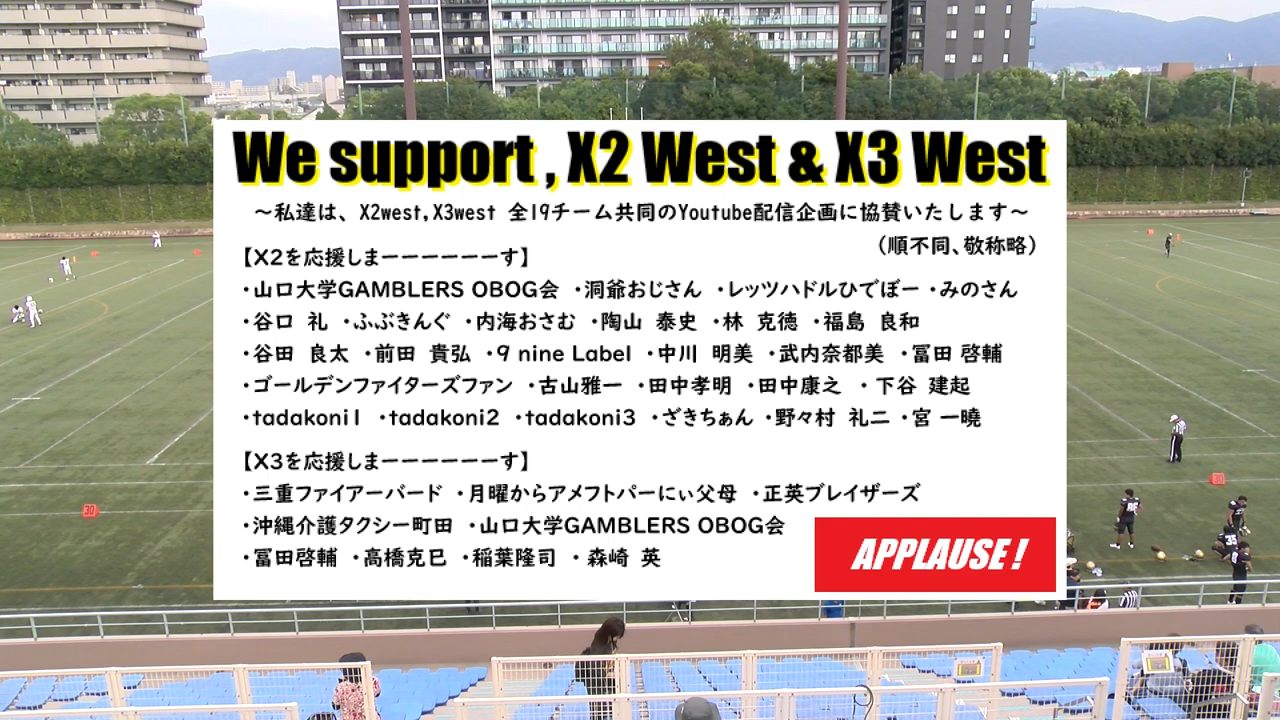 We support , X2 West & X3 West
～私達は、X2west,X3west 全19チーム共同のYoutube配信企画に協賛いたします～
（順不同、敬称略）
【X2を応援しまーーーーーーす】
・山口大学GAMBLERS OBOG会 ・洞爺おじさん ・レッツハドルひでぼー ・みのさん
・谷口 礼 ・ふぶきんぐ ・内海おさむ ・陶山 泰史 ・林 克徳 ・福島 良和
・谷田 良太 ・前田 貴弘 ・9 nine Label ・中川 明美 ・武内奈都美 ・冨田 啓輔
・ゴールデンファイターズファン ・古山雅一 ・田中孝明 ・田中康之 ・下谷 建起
・tadakoni1 ・tadakoni2 ・tadakoni3 ・ざきちぁん ・野々村 礼二 ・宮 一曉
【X3を応援しまーーーーーーす】
・三重ファイアーバード ・月曜からアメフトパーにぃ父母 ・正英ブレイザーズ
・沖縄介護タクシー町田 ・山口大学GAMBLERS OBOG会
・冨田啓輔 ・高橋克巳 ・稲葉隆司 ・森崎 英
APPLAUSE !
30
30
35